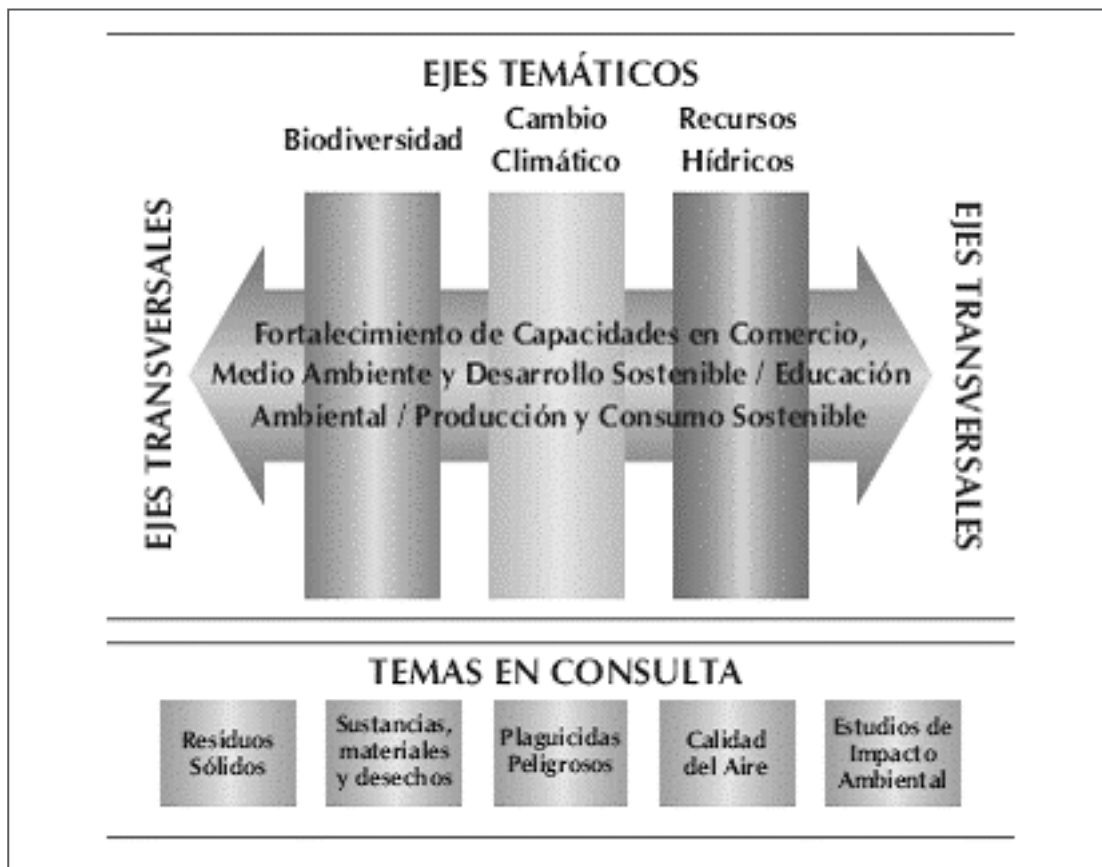 EJES TEMÁTICOS
Biodiversidad
Cambio
Climático
Recursos
Hídricos
EJES TRANSVERSALES
Fortalecimiento de Capacidades en Comercio,
Medio Ambiente y Desarrollo Sostenible / Educación
Ambiental / Producción y Consumo Sostenible
EJES TRANSVERSALES
TEMAS EN CONSULTA
Residuos
Sólidos
Sustancias,
materiales
y desechos
Plaguicidas
Peligrosos
Calidad
del Aire
Estudios de
Impacto
Ambiental